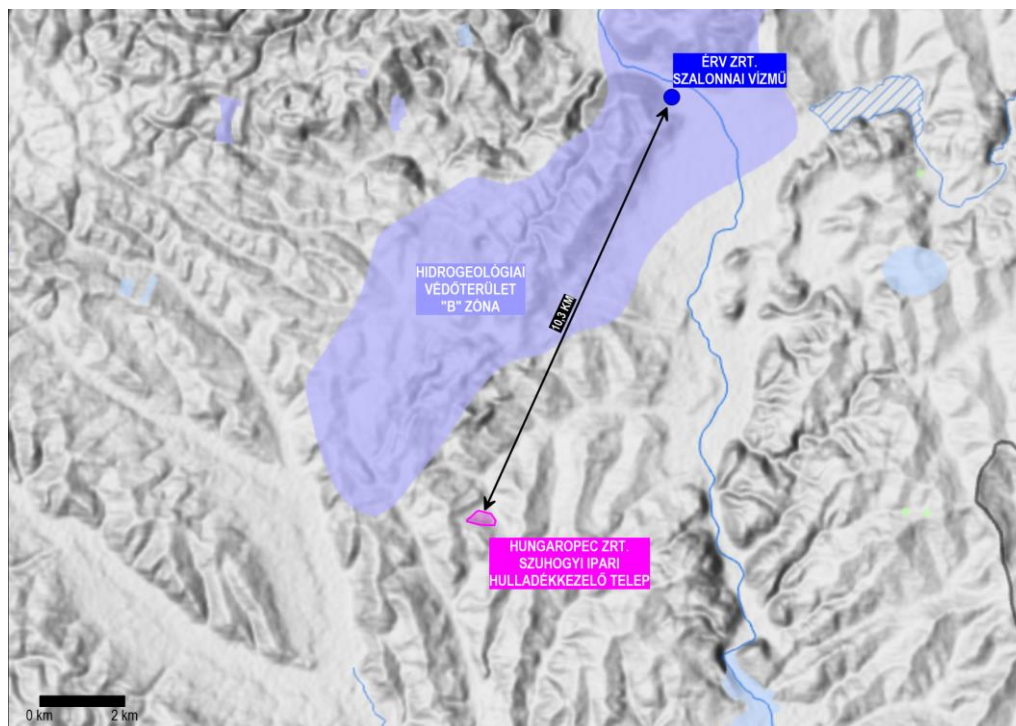 ÉRV ZRT.
SZALONNAI VÍZMŰ
HIDROGEOLÓGIAI
VÉDŐTERÜLET
"B" ZÓNA
10.3 KM
HUNGAROPEC ZRT.
SZUHOGYI IPARI
HULLADÉKKEZELŐ TELEP
0 km 2 km